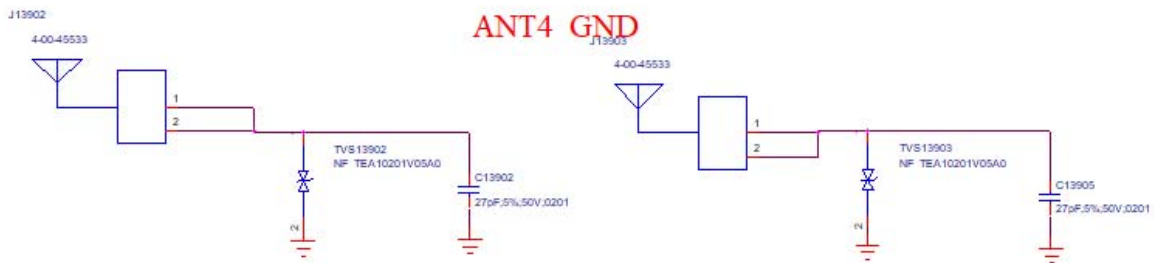 ANT4 GND
J13902
4-00-45533
1
2
TVS13902
NF TEA10201V05A0
C13902
27pF,5%,50V,0201
2
J13903
4-00-45533
1
2
TVS13903
NF TEA10201V05A0
C13905
27pF,5%,50V,0201
2